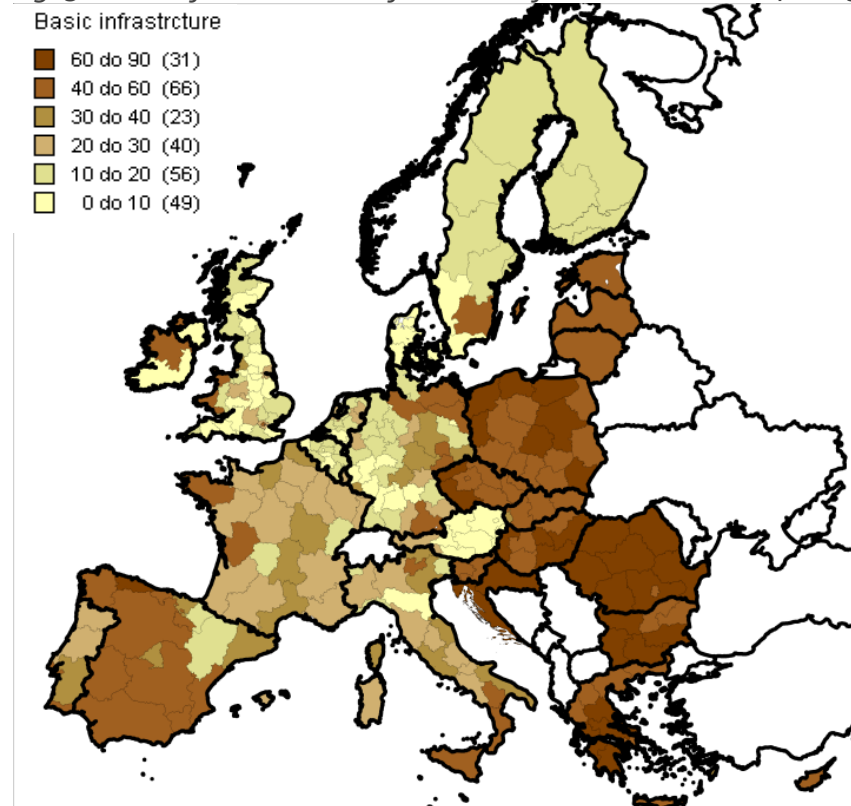 Basic infrastrcture
60 do 90 (31)
40 do 60 (66)
30 do 40 (23)
20 do 30 (40)
10 do 20 (56)
0 do 10 (49)